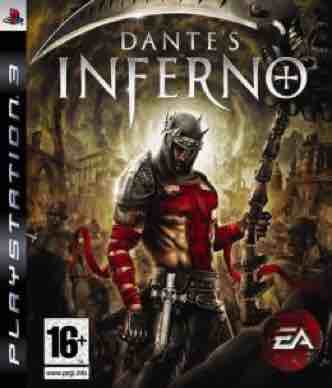 PLAYSTATION.3
DANTE'S
INFERNO
16+
www.pegi.info
EA